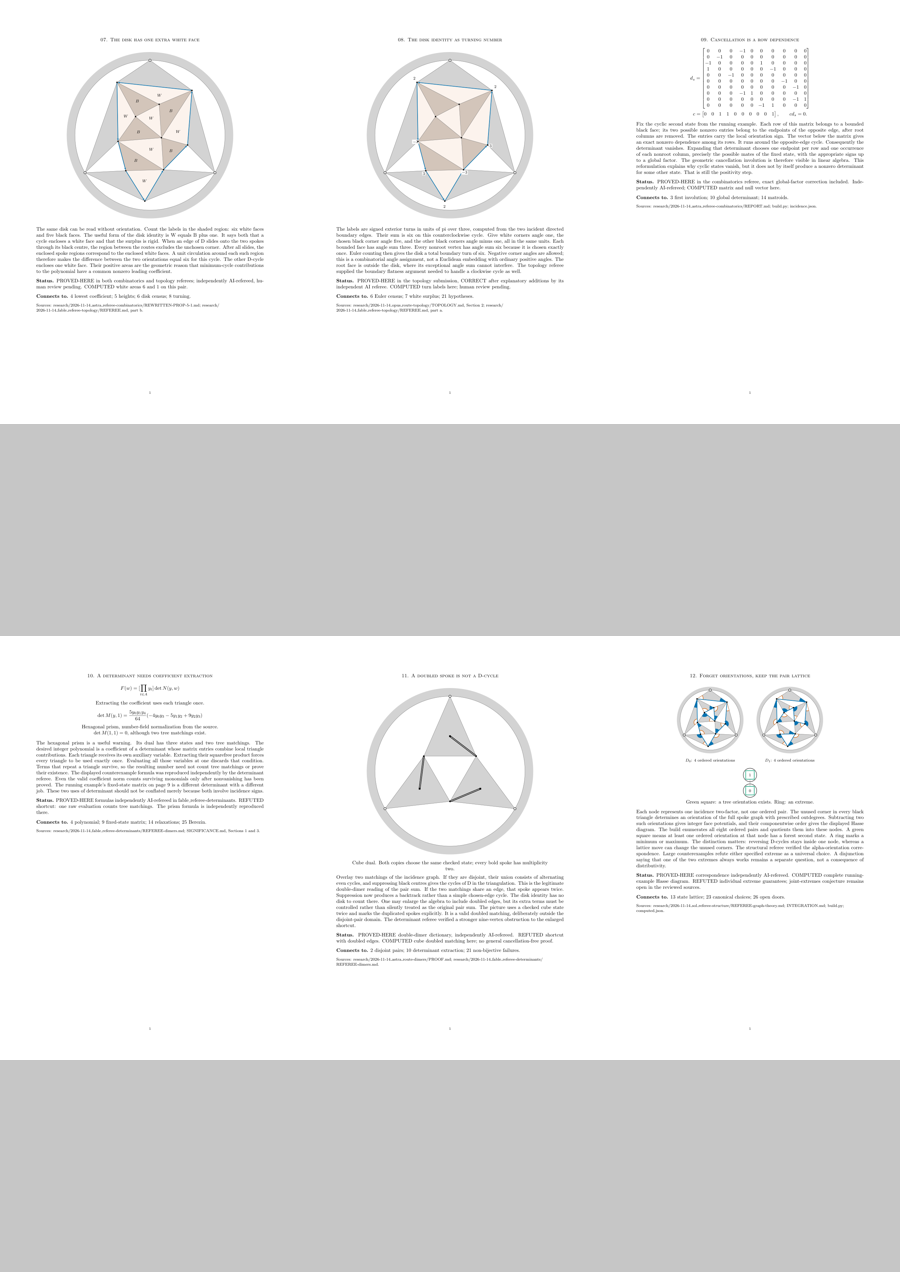 07. The disk has one extra white face
W
B
W
B
W
B
W
B
W
B
W
The same disk can be read without orientation. Count the labels in the shaded region: six white faces
and five black faces. The useful form of the disk identity is W equals B plus one. It says both that a
cycle encloses a white face and that the surplus is rigid. When an edge of D slides onto the two spokes
through its black centre, the region between the routes excludes the unchosen corner. After all slides, the
enclosed spoke regions correspond to the enclosed white faces. A unit circulation around each such region
therefore makes the difference between the two orientations equal six for this cycle. The other D-cycle
encloses one white face. Their positive areas are the geometric reason that minimum-cycle contributions
to the polynomial have a common nonzero leading coefficient.
Status. PROVED-HERE in both combinatorics and topology referees; independently AI-refereed, hu-
man review pending. COMPUTED white areas 6 and 1 on this pair.
Connects to. 4 lowest coefficient; 5 heights; 6 disk census; 8 turning.
1
08. The disk identity as turning number
2
2
2
The labels are signed exterior turns in units of pi over three, computed from the two incident directed
boundary edges. Their sum is six on this counterclockwise cycle. Give white corners angle one, the
chosen black corner angle five, and the other black corners angle minus one, all in the same units. Each
bounded face has angle sum three. Every nonroot vertex has angle sum six because it is chosen exactly
once. Euler counting then gives the disk a total boundary turn of six. Negative corner angles are allowed;
this is a combinatorial angle assignment, not a Euclidean embedding with ordinary positive angles. The
root face is outside the disk, where its exceptional angle sum cannot interfere. The topology referee
supplied the boundary flatness argument needed to handle a clockwise cycle as well.
Status. PROVED-HERE in the topology submission, CORRECT after explanatory additions by its
independent AI referee. COMPUTED turn labels here; human review pending.
Connects to. 6 Euler census; 7 white surplus; 21 hypotheses.
1
09. Cancellation is a row dependence
Fix the cyclic second state from the running example. Each row of this matrix belongs to a bounded
black face; its two possible nonzero entries belong to the endpoints of the opposite edge, after root
columns are removed. The entries carry the local orientation sign. The vector below the matrix gives
an exact nonzero dependence among its rows. It runs around the opposite-edge cycle. Consequently the
determinant vanishes. Expanding that determinant chooses one endpoint per row and one occurrence
of each nonroot column, precisely the possible mates of the fixed state, with the appropriate signs up
to a global factor. The geometric cancellation involution is therefore visible in linear algebra. This
reformulation explains why cyclic states vanish, but it does not by itself produce a nonzero determinant
for some other state. That is still the positivity step.
Status. PROVED-HERE in the combinatorics referee, exact global-factor correction included. Inde-
pendently AI-refereed; COMPUTED matrix and null vector here.
Connects to. 3 first involution; 10 global determinant; 14 matroids.
1
10. A determinant needs coefficient extraction
Extracting the coefficient uses each triangle once.
Hexagonal prism, number-field normalization from the source.
det M(1, 1) = 0, although two tree matchings exist.
The hexagonal prism is a useful warning. Its dual has three states and two tree matchings. The
desired integer polynomial is a coefficient of a determinant whose matrix entries combine local triangle
contributions. Each triangle receives its own auxiliary variable. Extracting their squarefree product forces
every triangle to be used exactly once. Evaluating all those variables at one discards that condition.
Terms that repeat a triangle survive, so the resulting number need not count tree matchings or prove
their existence. The displayed counterexample formula was reproduced independently by the determinant
referee. Even the valid coefficient norm counts surviving monomials only after nonvanishing has been
proved. The running example's fixed-state matrix on page 9 is a different determinant with a different
job. These two uses of determinant should not be conflated merely because both involve incidence signs.
Status. PROVED-HERE formulas independently AI-refereed in fable.referee-determinants. REFUTED
shortcut: one raw evaluation counts tree matchings. The prism formula is independently reproduced
there.
Connects to. 4 polynomial; 9 fixed-state matrix; 14 relaxations; 25 Berezin.
1
11. A doubled spoke is not a D-cycle
Cube dual. Both copies choose the same checked state; every bold spoke has multiplicity
two.
Overlay two matchings of the incidence graph. If they are disjoint, their union consists of alternating
even cycles, and suppressing black centres gives the cycles of D in the triangulation. This is the legitimate
double-dimer reading of the pair sum. If the two matchings share an edge, that spoke appears twice.
Suppression now produces a backtrack rather than a simple chosen-edge cycle. The disk identity has no
disk to count there. One may enlarge the algebra to include doubled edges, but its extra terms must be
controlled rather than silently treated as the original pair sum. The picture uses a checked cube state
twice and marks the duplicated spokes explicitly. It is a valid doubled matching, deliberately outside the
disjoint-pair domain. The determinant referee verified a stronger nine-vertex obstruction to the enlarged
shortcut.
Status. PROVED-HERE double-dimer dictionary, independently AI-refereed. REFUTED shortcut
with doubled edges. COMPUTED cube doubled matching here; no general cancellation-free proof.
Connects to. 2 disjoint pairs; 10 determinant extraction; 21 non-bijective failures.
1
12. Forget orientations, keep the pair lattice
D₀: 4 ordered orientations
D₁: 4 ordered orientations
Green square: a tree orientation exists. Ring: an extreme.
Each node represents one incidence two-factor, not one ordered pair. The unused corner in every black
triangle determines an orientation of the full spoke graph with prescribed outdegrees. Subtracting two
such orientations gives integer face potentials, and their componentwise order gives the displayed Hasse
diagram. The build enumerates all eight ordered pairs and quotients them into these nodes. A green
square means at least one ordered orientation at that node has a forest second state. A ring marks a
minimum or maximum. The distinction matters: reversing D-cycles stays inside one node, whereas a
lattice move can change the unused corners. The structural referee verified the alpha-orientation corre-
spondence. Large counterexamples refute either specified extreme as a universal choice. A disjunction
saying that one of the two extremes always works remains a separate question, not a consequence of
distributivity.
Status. PROVED-HERE correspondence independently AI-refereed. COMPUTED complete running-
example Hasse diagram. REFUTED individual extreme guarantees; joint-extremes conjecture remains
open in the reviewed sources.
Connects to. 13 state lattice; 23 canonical choices; 26 open doors.
1